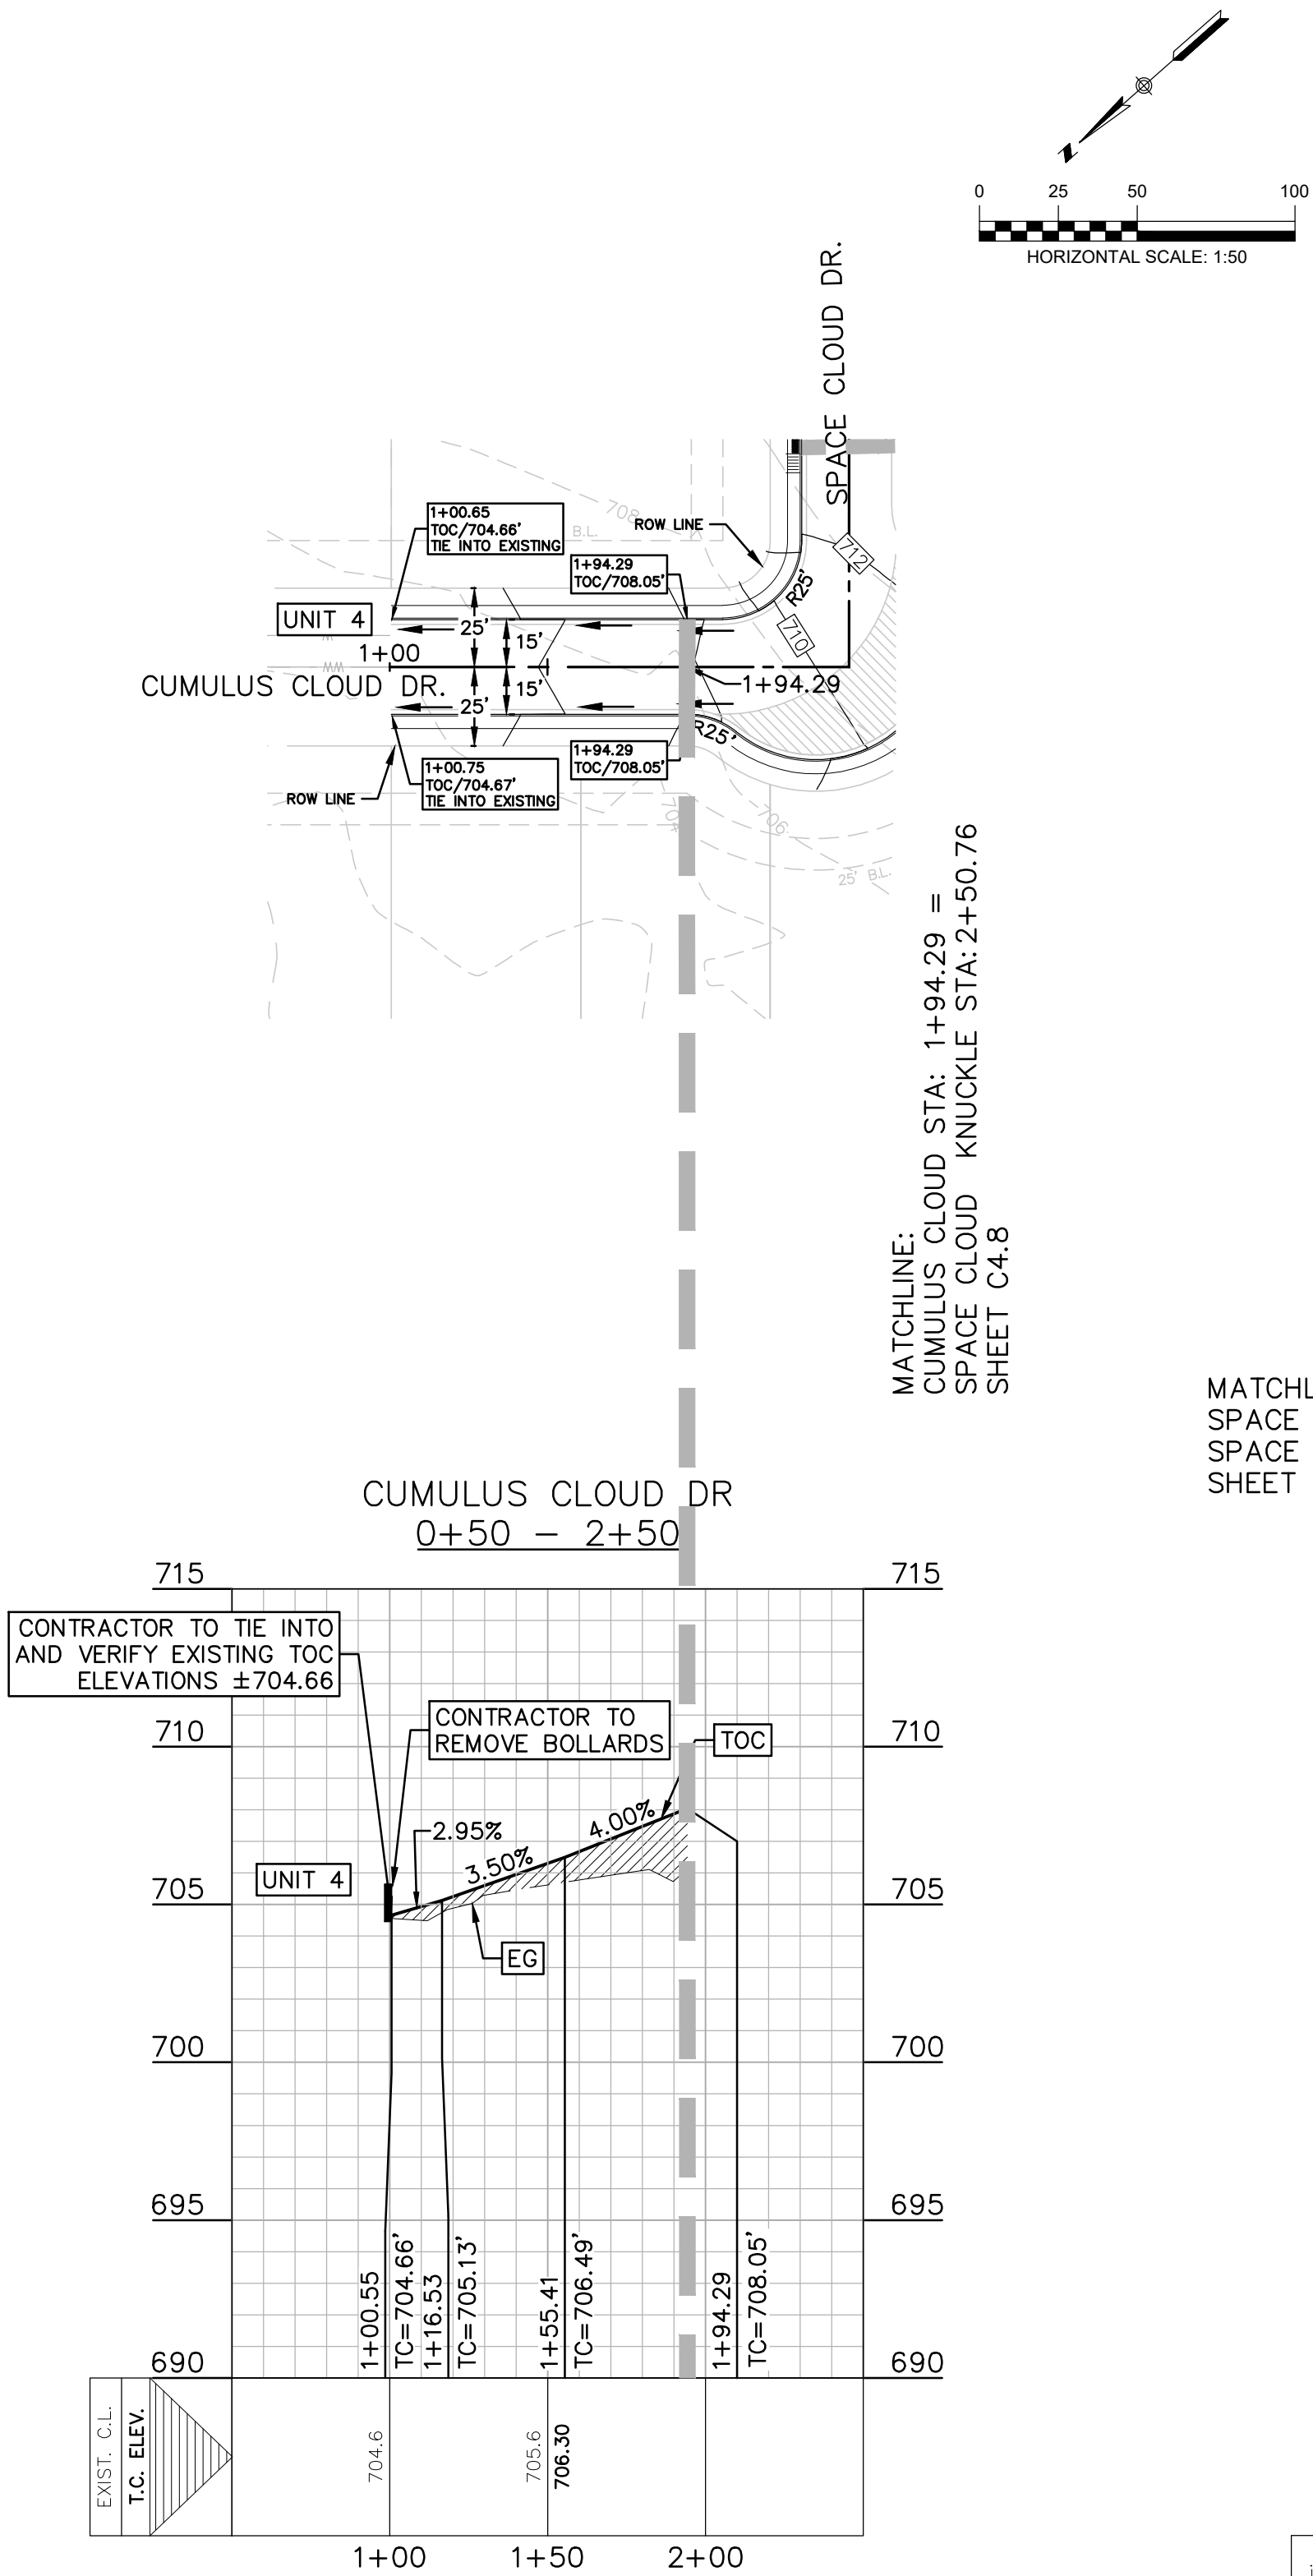 N
0 25 50 100
HORIZONTAL SCALE: 1:50
SPACE CLOUD DR.
708
B.L.
ROW LINE
1+00.65
TOC/704.66'
TIE INTO EXISTING
1+94.29
TOC/708.05'
712
R25'
710
UNIT 4
25'
15'
1+00
CUMULUS CLOUD DR.
1+94.29
25'
15'
R25'
1+94.29
TOC/708.05'
1+00.75
TOC/704.67'
TIE INTO EXISTING
ROW LINE
704
706
25' B.L.
MATCHLINE:
CUMULUS CLOUD STA: 1+94.29 =
SPACE CLOUD KNUCKLE STA:2+50.76
SHEET C4.8
MATCHL
SPACE
SPACE
SHEET
CUMULUS CLOUD DR
0+50 – 2+50
715 715
CONTRACTOR TO TIE INTO
AND VERIFY EXISTING TOC
ELEVATIONS ±704.66
CONTRACTOR TO
REMOVE BOLLARDS
TOC
710 710
2.95%
3.50%
4.00%
UNIT 4
705 705
EG
700 700
695 695
1+00.55
TC=704.66'
1+16.53
TC=705.13'
1+55.41
TC=706.49'
1+94.29
TC=708.05'
690 690
EXIST. C.L.
T.C. ELEV.
704.6
705.6
706.30
1+00 1+50 2+00